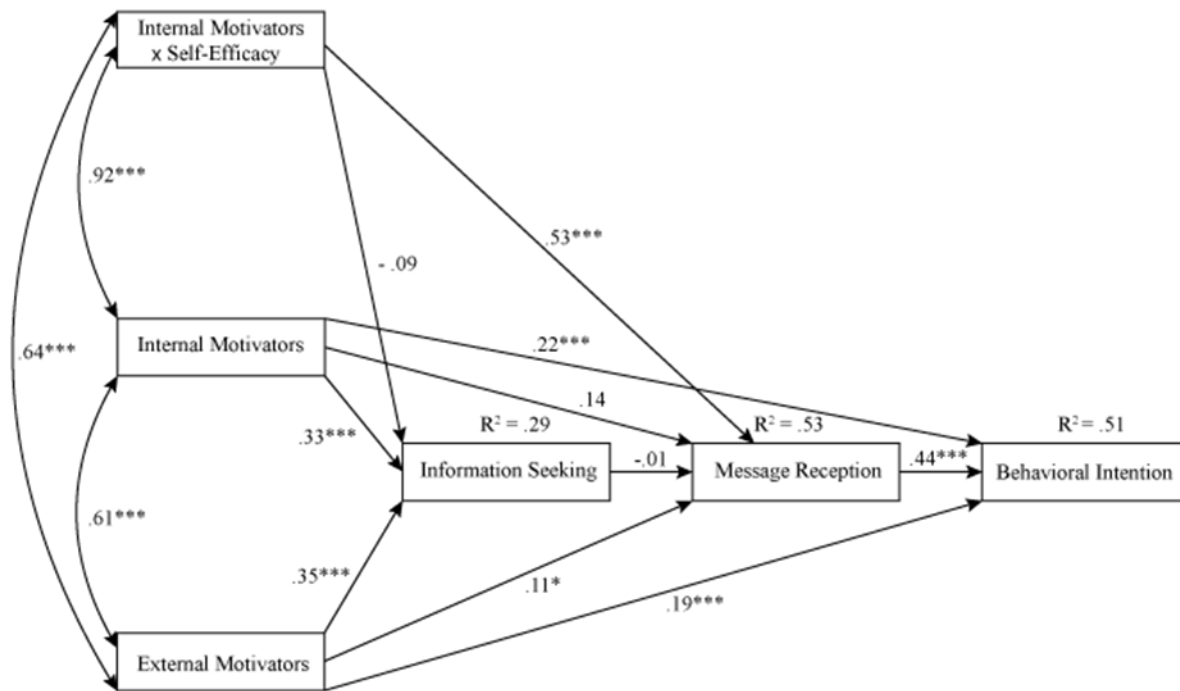 Internal Motivators
x Self-Efficacy
.92***
.53***
- .09
Internal Motivators
.64***
.22***
.14
.33***
R² = .29
R² = .53
R² = .51
Information Seeking
-.01
Message Reception
.44***
Behavioral Intention
.61***
.35***
.11*
.19***
External Motivators